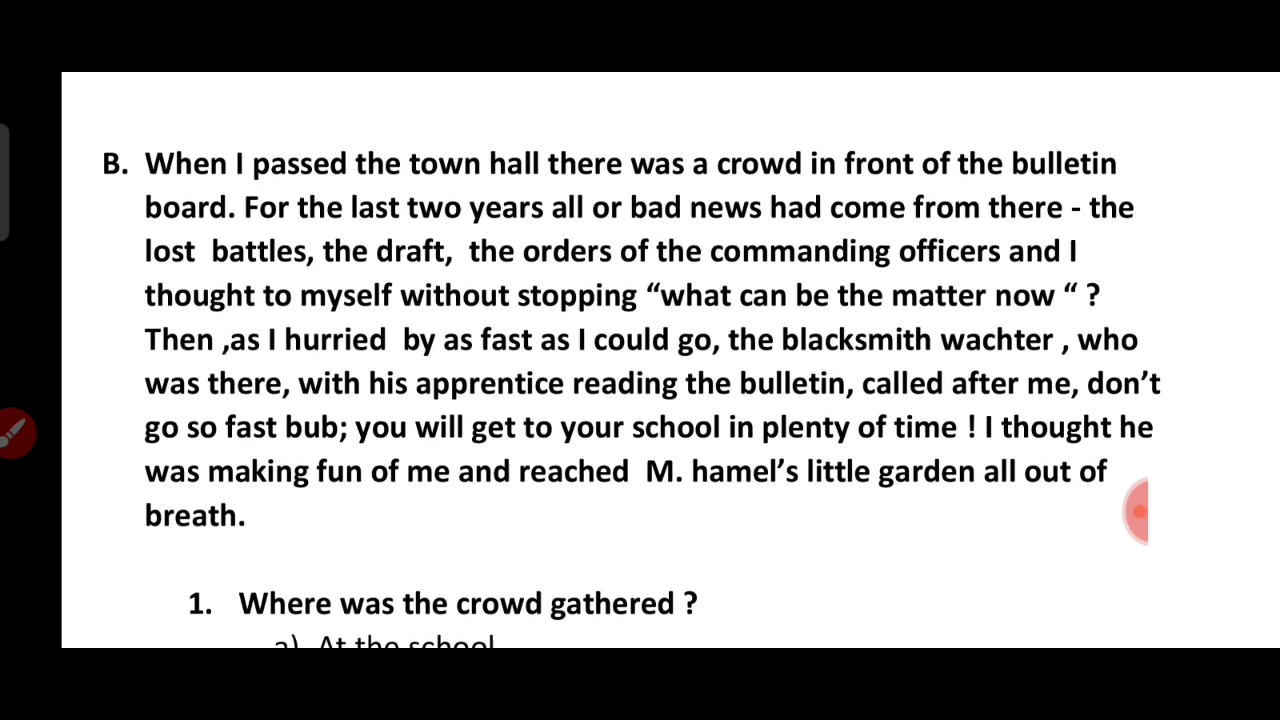 B. When I passed the town hall there was a crowd in front of the bulletin
board. For the last two years all or bad news had come from there - the
lost battles, the draft, the orders of the commanding officers and I
thought to myself without stopping “what can be the matter now “ ?
Then ,as I hurried by as fast as I could go, the blacksmith wachter , who
was there, with his apprentice reading the bulletin, called after me, don’t
go so fast bub; you will get to your school in plenty of time ! I thought he
was making fun of me and reached M. hamel’s little garden all out of
breath.
1. Where was the crowd gathered ?
a) At the school